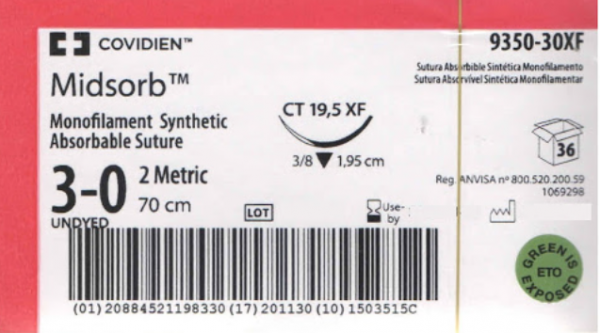 COVIDIEN™
9350-30XF
Sutura Absorbible Sintética Monofilamento
Sutura Absorvível Sintética Monofilamentar
Midsorb™
Monofilament Synthetic
Absorbable Suture
CT 19,5 XF
3/8 1,95 cm
36
3-0 2 Metric
70 cm
UNDYED
LOT
Use-
by
Reg. ANVISA nº 800.520.200.59
1069298
GREEN IS
ETO
EXPOSED
(01) 20884521198330 (17) 201130 (10) 1503515C